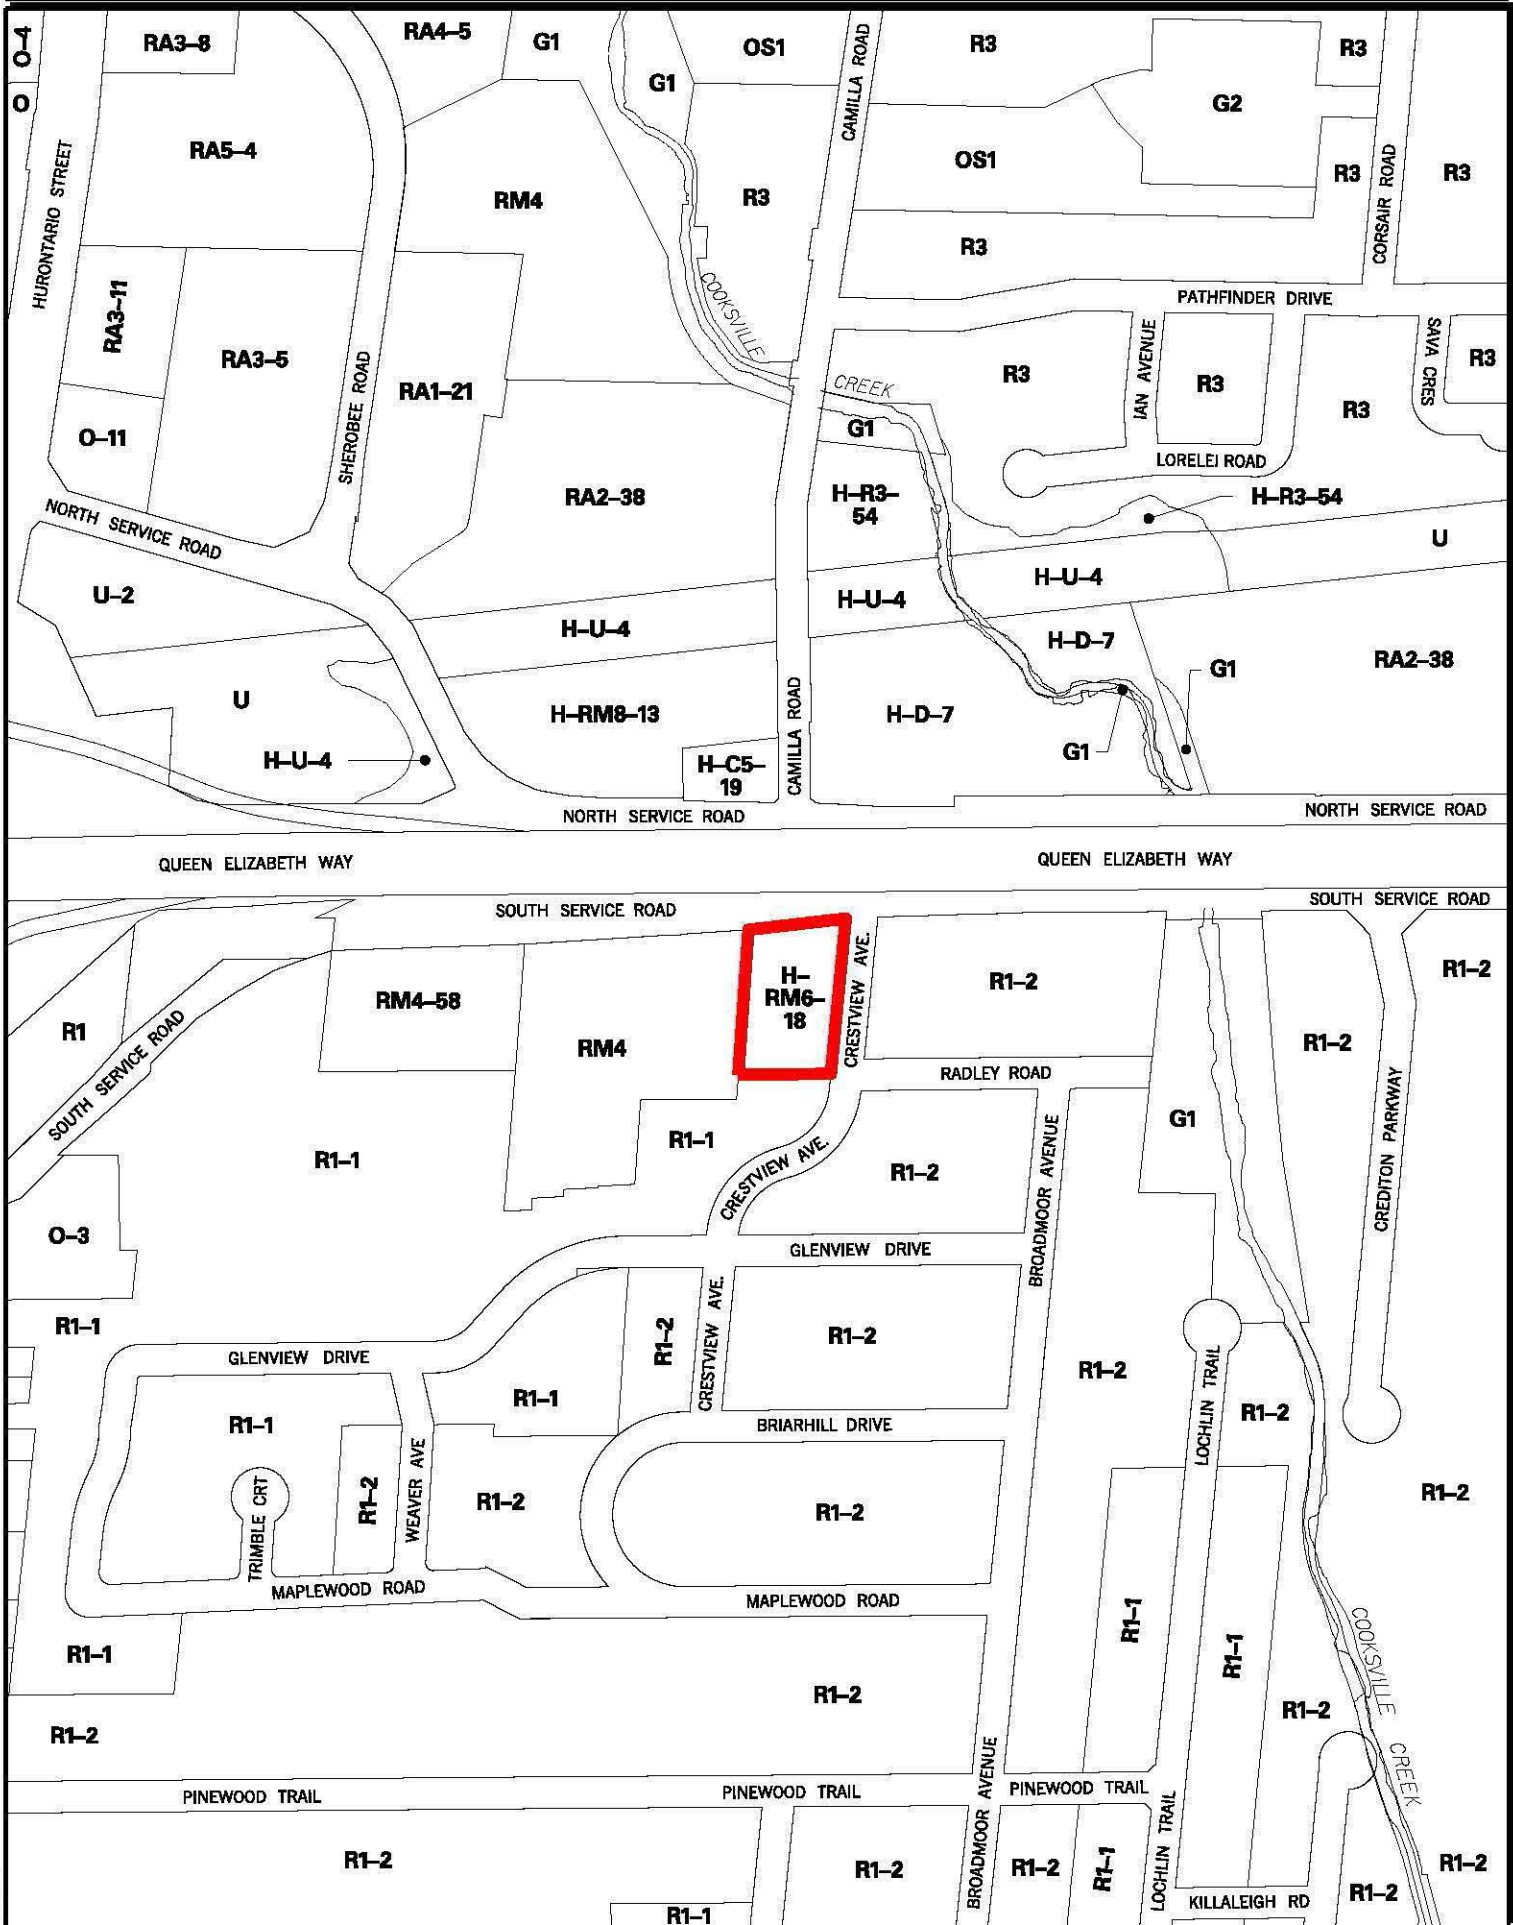 O-4
RA3-8
RA4-5
G1
OS1
R3
R3
G1
CAMILLA ROAD
O
G2
HURONTARIO STREET
RA5-4
OS1
R3
CORSAIR ROAD
R3
RM4
R3
R3
COOKSVILLE
PATHFINDER DRIVE
RA3-11
RA3-5
SHEROBEE ROAD
RA1-21
CREEK
R3
IAN AVENUE
R3
SAVA CRES
R3
R3
O-11
G1
LORELEI ROAD
NORTH SERVICE ROAD
RA2-38
H-R3-
54
H-R3-54
U
U-2
H-U-4
H-U-4
H-U-4
H-D-7
G1
RA2-38
U
H-RM8-13
CAMILLA ROAD
H-D-7
G1
H-U-4
H-C5-
19
NORTH SERVICE ROAD
NORTH SERVICE ROAD
QUEEN ELIZABETH WAY
QUEEN ELIZABETH WAY
SOUTH SERVICE ROAD
SOUTH SERVICE ROAD
RM4-58
H-
RM6-
18
CRESTVIEW AVE.
R1-2
R1-2
R1
SOUTH SERVICE ROAD
RM4
R1-2
RADLEY ROAD
R1-1
R1-1
CRESTVIEW AVE.
R1-2
BROADMOOR AVENUE
G1
CREDITON PARKWAY
O-3
GLENVIEW DRIVE
R1-1
GLENVIEW DRIVE
R1-2
CRESTVIEW AVE.
R1-2
R1-2
LOCHLIN TRAIL
R1-1
R1-1
BRIARHILL DRIVE
R1-2
R1-2
WEAVER AVE
R1-2
R1-2
R1-2
TRIMBLE CRT
MAPLEWOOD ROAD
MAPLEWOOD ROAD
R1-1
R1-1
R1-1
COOKSVILLE CREEK
R1-2
R1-2
R1-2
PINEWOOD TRAIL
PINEWOOD TRAIL
PINEWOOD TRAIL
BROADMOOR AVENUE
LOCHLIN TRAIL
R1-2
R1-2
R1-2
R1-1
R1-2
R1-2
KILLALEIGH RD
R1-1